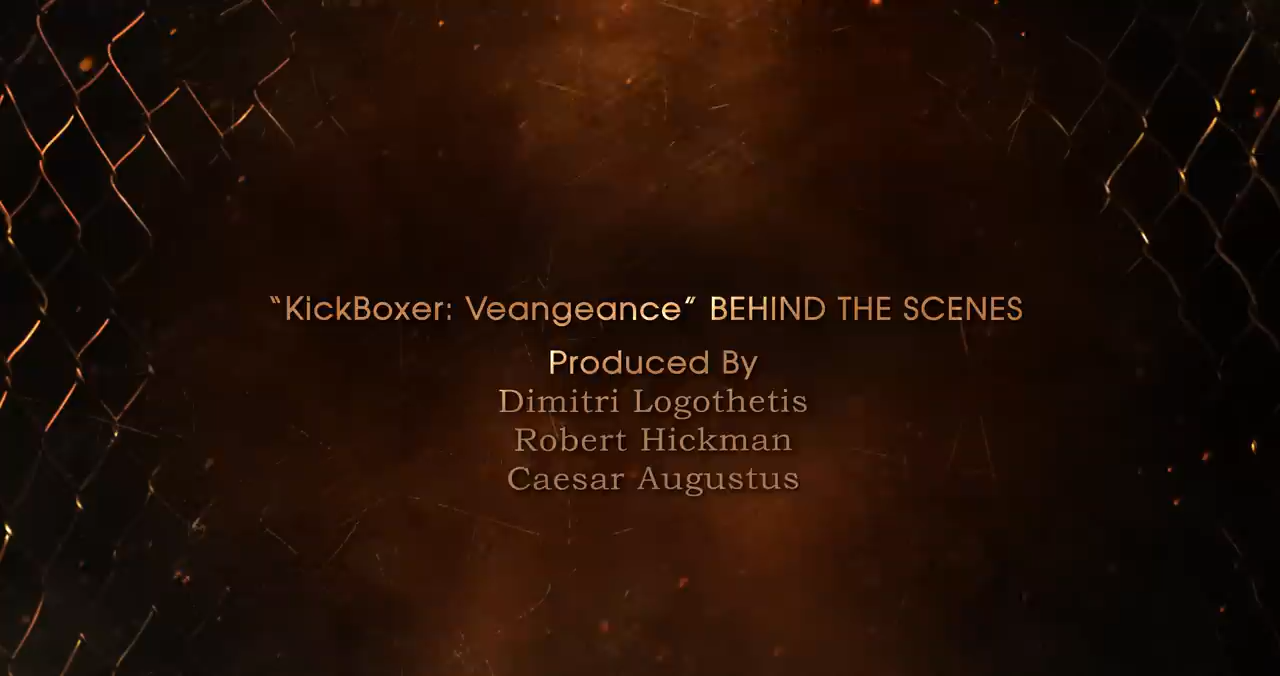 “KickBoxer: Veangeance“ BEHIND THE SCENES
Produced By
Dimitri Logothetis
Robert Hickman
Caesar Augustus